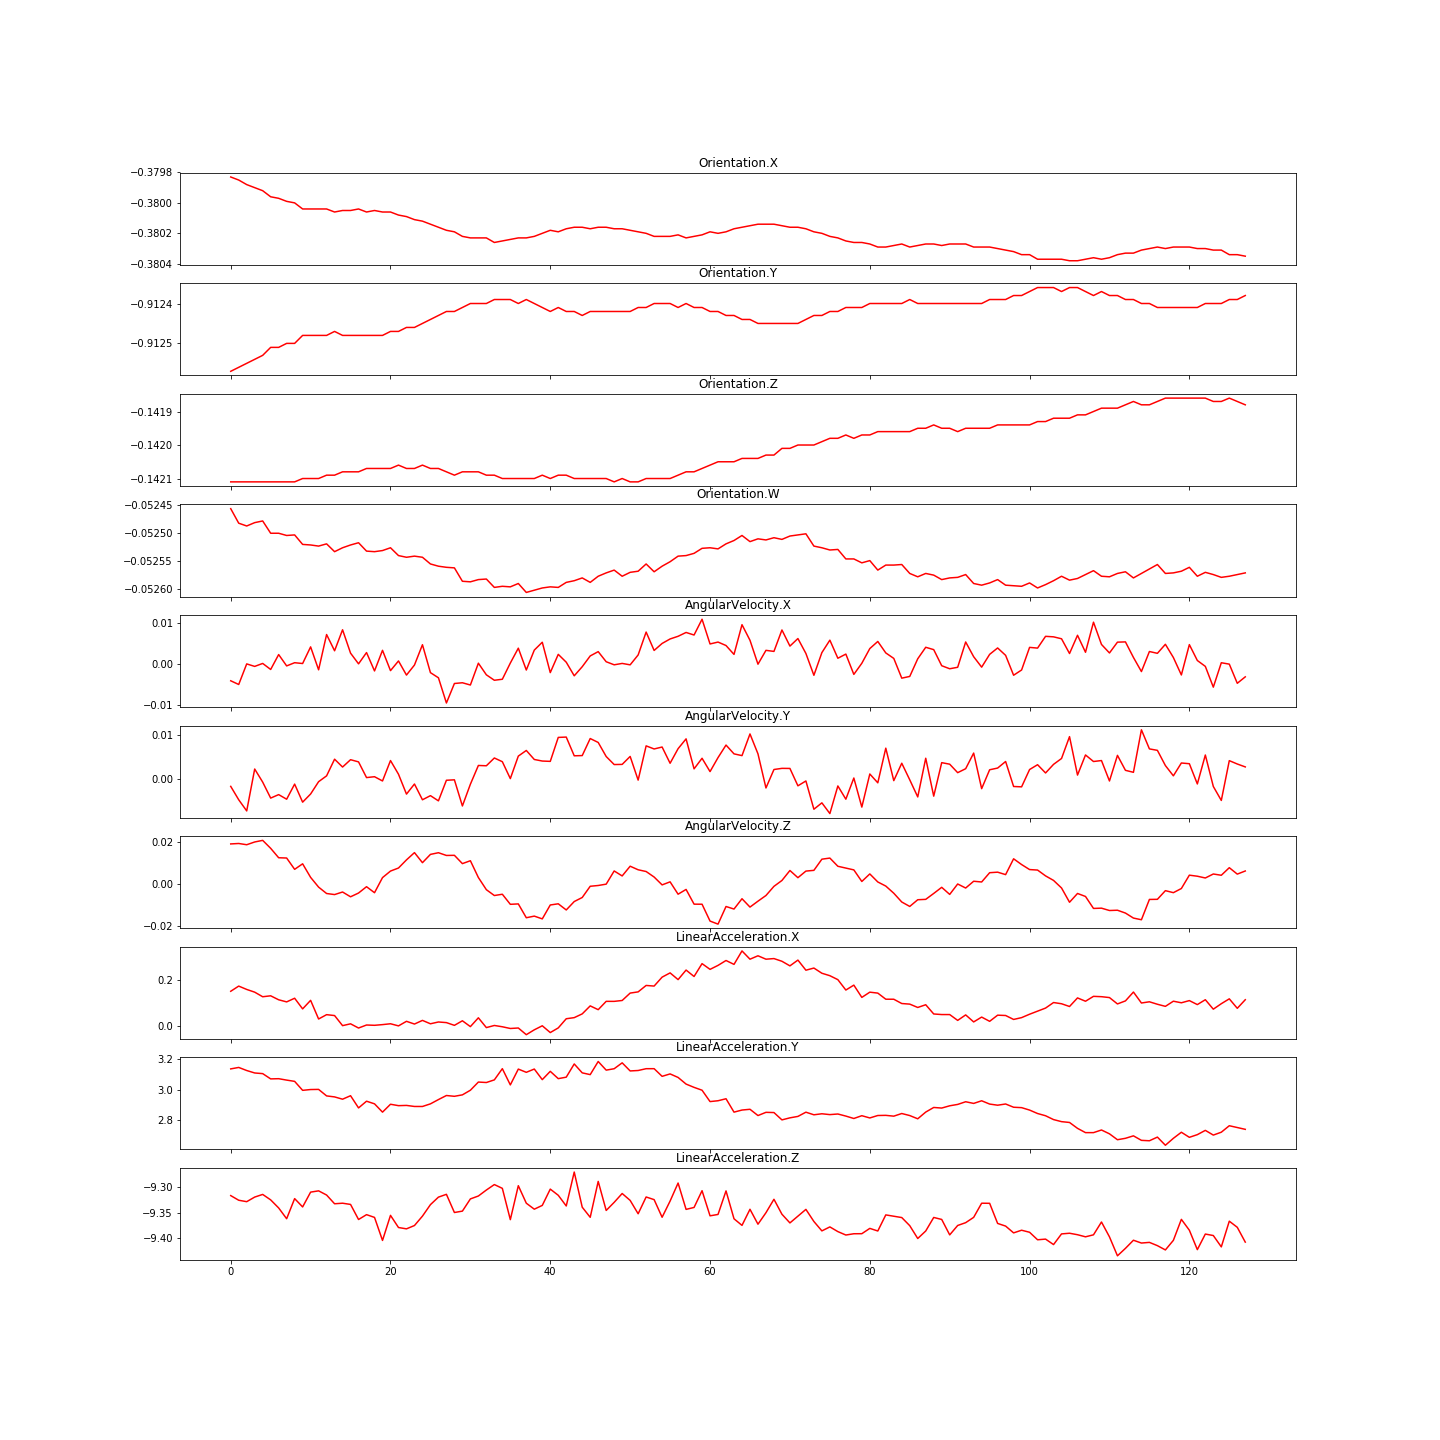 Orientation.X
−0.3798
−0.3800
−0.3802
−0.3804
Orientation.Y
−0.9124
−0.9125
Orientation.Z
−0.1419
−0.1420
−0.1421
Orientation.W
−0.05245
−0.05250
−0.05255
−0.05260
AngularVelocity.X
0.01
0.00
−0.01
AngularVelocity.Y
0.01
0.00
AngularVelocity.Z
0.02
0.00
−0.02
LinearAcceleration.X
0.2
0.0
LinearAcceleration.Y
3.2
3.0
2.8
LinearAcceleration.Z
−9.30
−9.35
−9.40
0 20 40 60 80 100 120